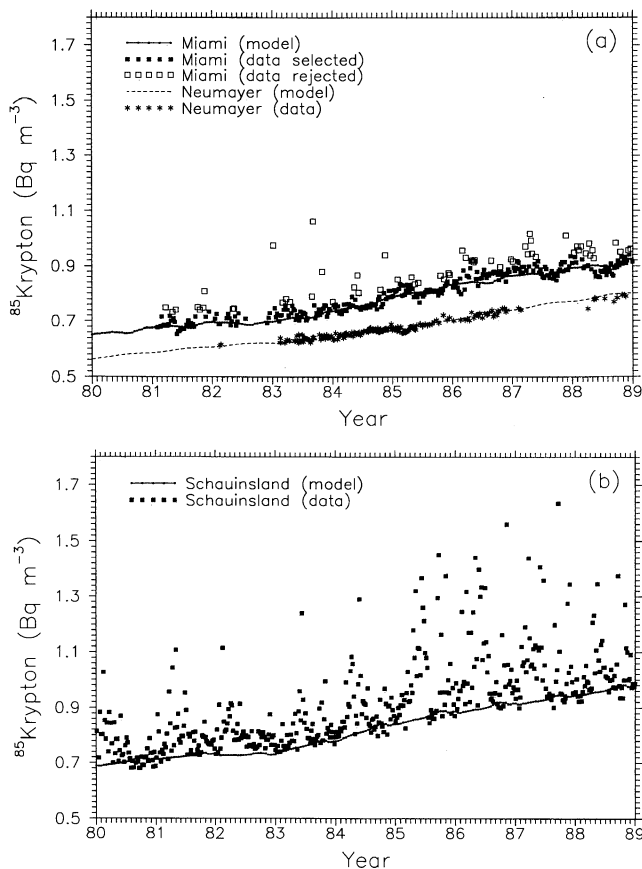 (a)
Miami (model)
Miami (data selected)
Miami (data rejected)
Neumayer (model)
Neumayer (data)
⁸⁵Krypton (Bq m⁻³)
1.7
1.5
1.3
1.1
0.9
0.7
0.5
80 81 82 83 84 85 86 87 88 89
Year
(b)
Schauinsland (model)
Schauinsland (data)
⁸⁵Krypton (Bq m⁻³)
1.7
1.5
1.3
1.1
0.9
0.7
0.5
80 81 82 83 84 85 86 87 88 89
Year